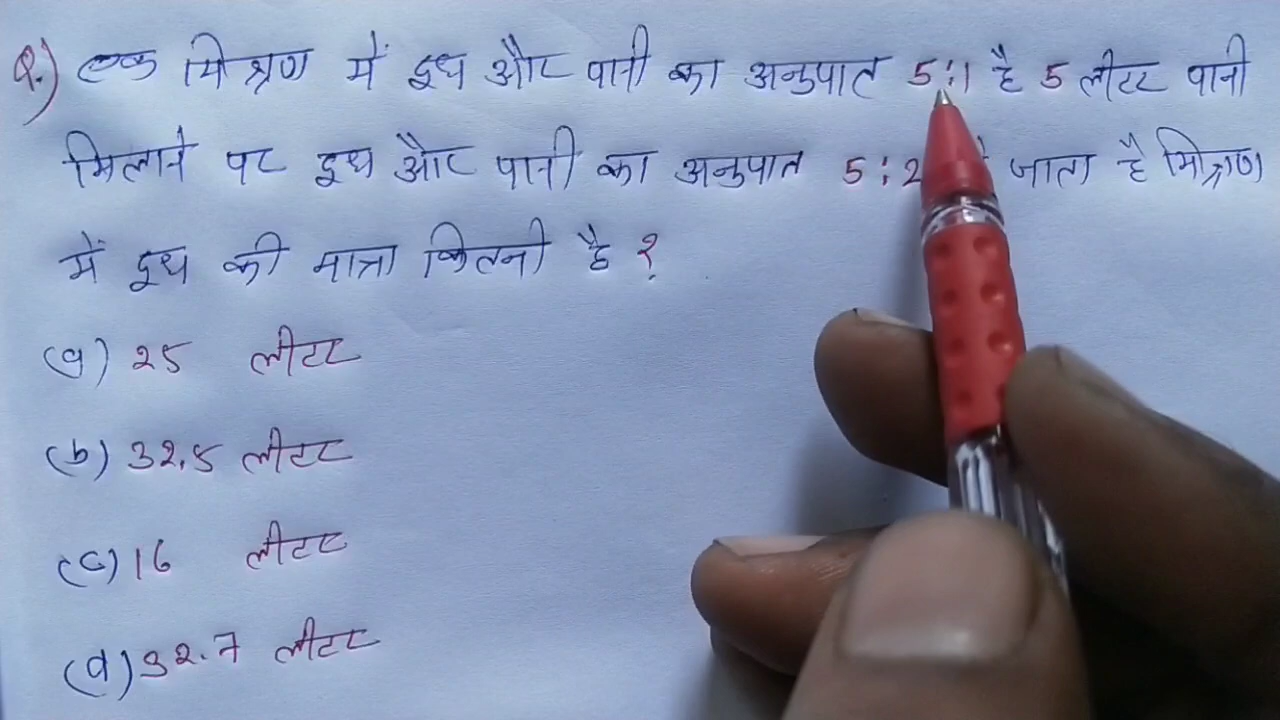 Q.) एक मिश्रण में दूध और पानी का अनुपात 5:1 है 5 लीटर पानी
मिलाने पर दूध और पानी का अनुपात 5:2 जाता है मिश्रण
में दूध की मात्रा कितनी है ?
(a) 25 लीटर
(b) 32.5 लीटर
(c) 16 लीटर
(d) 32.7 लीटर